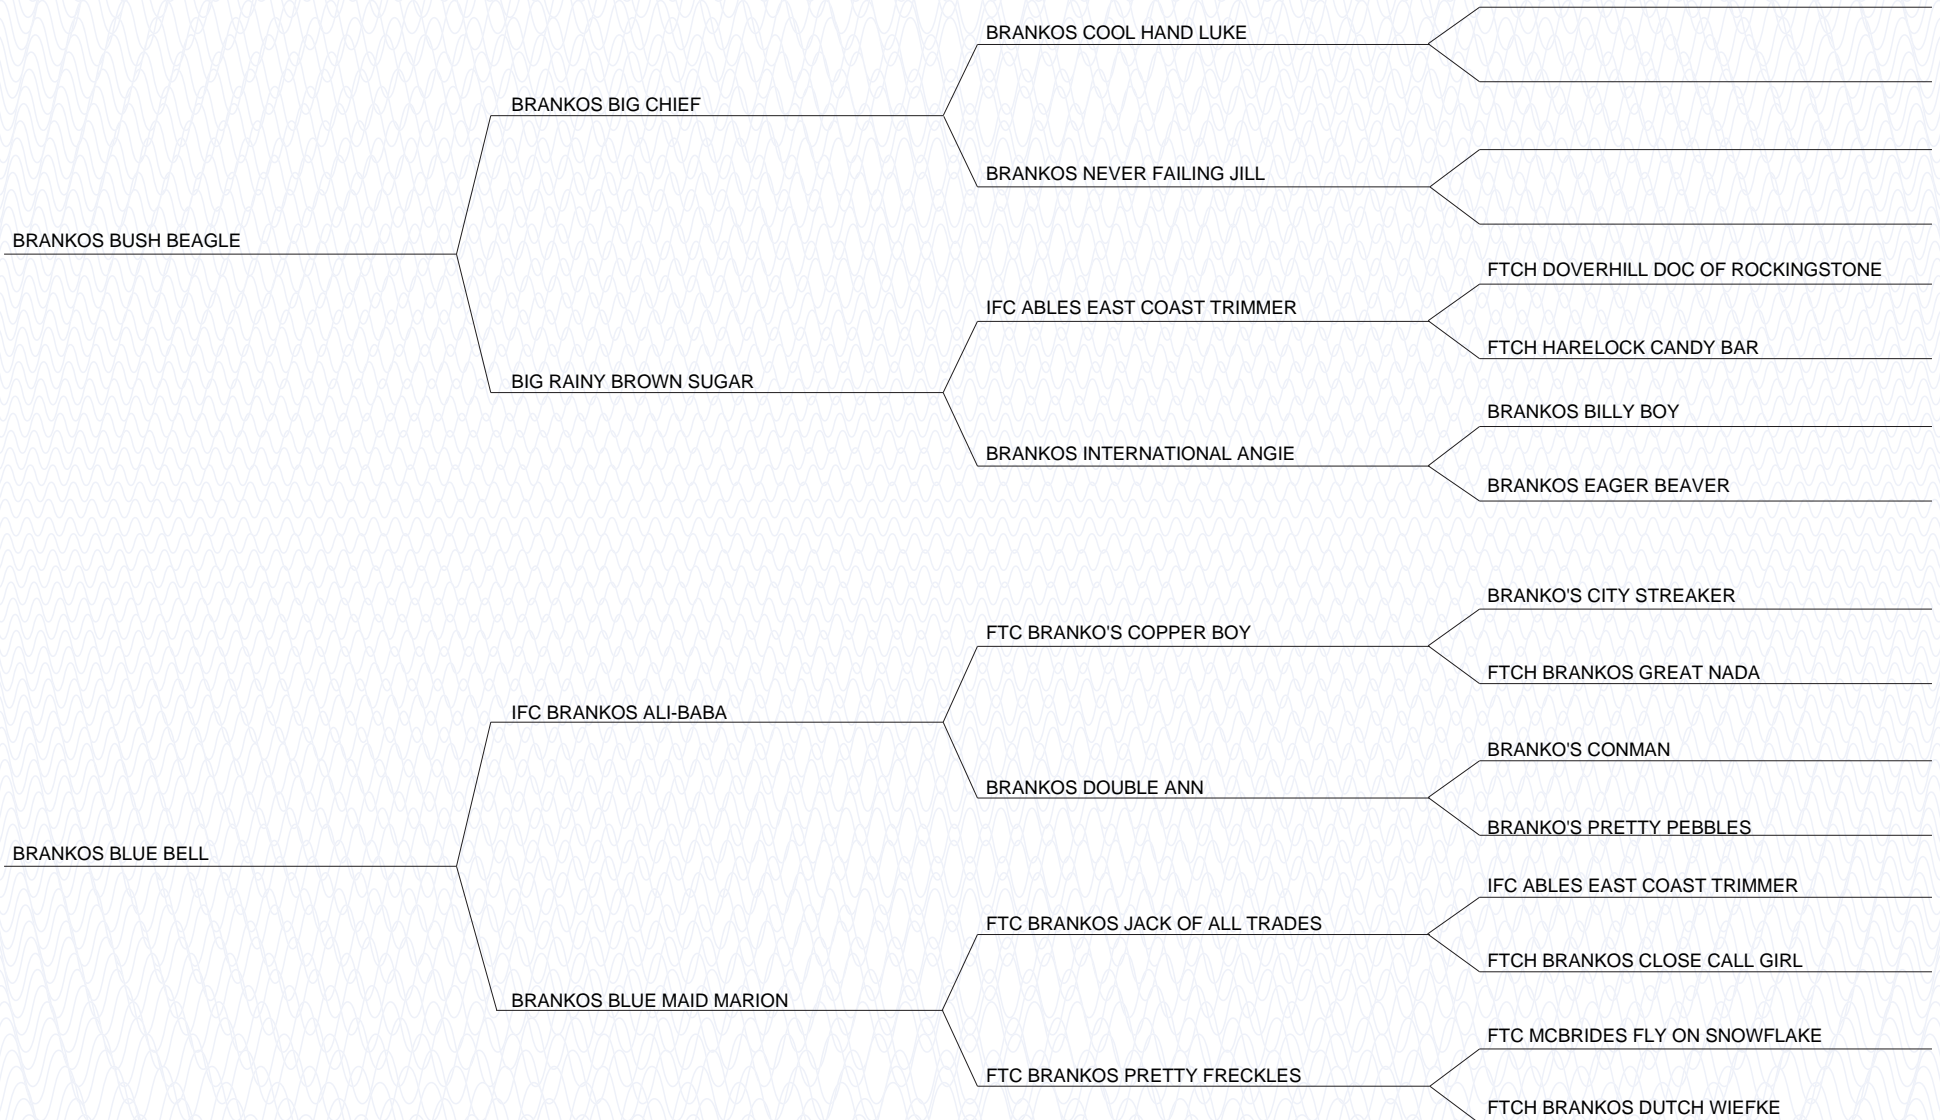 BRANKOS COOL HAND LUKE
BRANKOS BIG CHIEF
BRANKOS NEVER FAILING JILL
BRANKOS BUSH BEAGLE
FTCH DOVERHILL DOC OF ROCKINGSTONE
IFC ABLES EAST COAST TRIMMER
FTCH HARELOCK CANDY BAR
BIG RAINY BROWN SUGAR
BRANKOS BILLY BOY
BRANKOS INTERNATIONAL ANGIE
BRANKOS EAGER BEAVER
BRANKO'S CITY STREAKER
FTC BRANKO'S COPPER BOY
FTCH BRANKOS GREAT NADA
IFC BRANKOS ALI-BABA
BRANKO'S CONMAN
BRANKOS DOUBLE ANN
BRANKO'S PRETTY PEBBLES
BRANKOS BLUE BELL
IFC ABLES EAST COAST TRIMMER
FTC BRANKOS JACK OF ALL TRADES
FTCH BRANKOS CLOSE CALL GIRL
BRANKOS BLUE MAID MARION
FTC MCBRIDES FLY ON SNOWFLAKE
FTC BRANKOS PRETTY FRECKLES
FTCH BRANKOS DUTCH WIEFKE